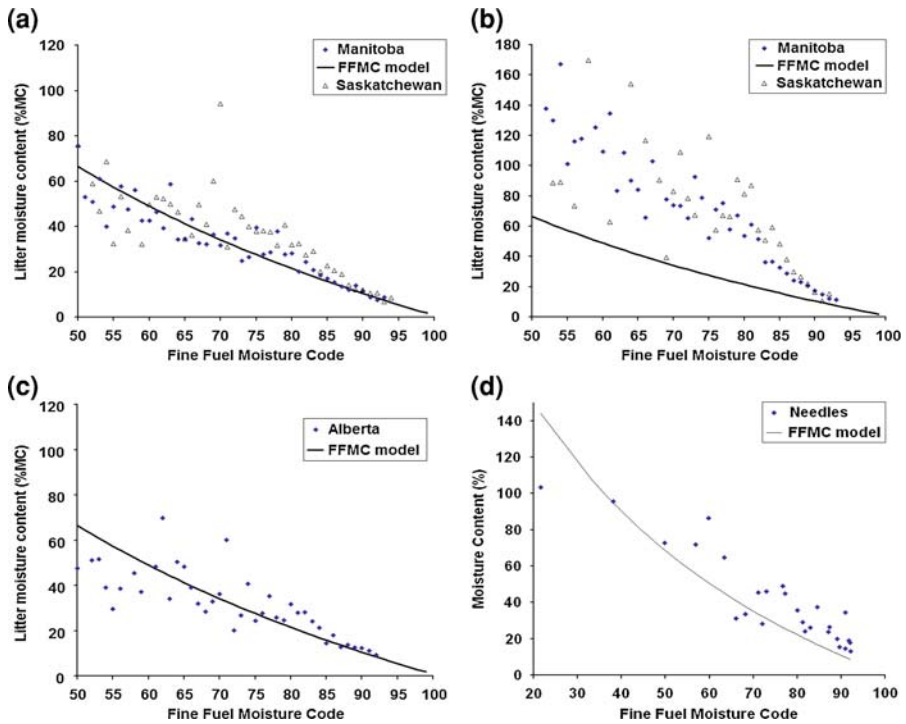 (a)
120
100
80
60
40
20
0
Litter moisture content (%MC)
50 55 60 65 70 75 80 85 90 95 100
Fine Fuel Moisture Code
Manitoba
FFMC model
Saskatchewan
(b)
180
160
140
120
100
80
60
40
20
0
Litter moisture content (%MC)
50 55 60 65 70 75 80 85 90 95 100
Fine Fuel Moisture Code
Manitoba
FFMC model
Saskatchewan
(c)
120
100
80
60
40
20
0
Litter moisture content (%MC)
50 55 60 65 70 75 80 85 90 95 100
Fine Fuel Moisture Code
Alberta
FFMC model
(d)
140
120
100
80
60
40
20
0
Moisture Content (%)
20 30 40 50 60 70 80 90 100
Fine Fuel Moisture Code
Needles
FFMC model